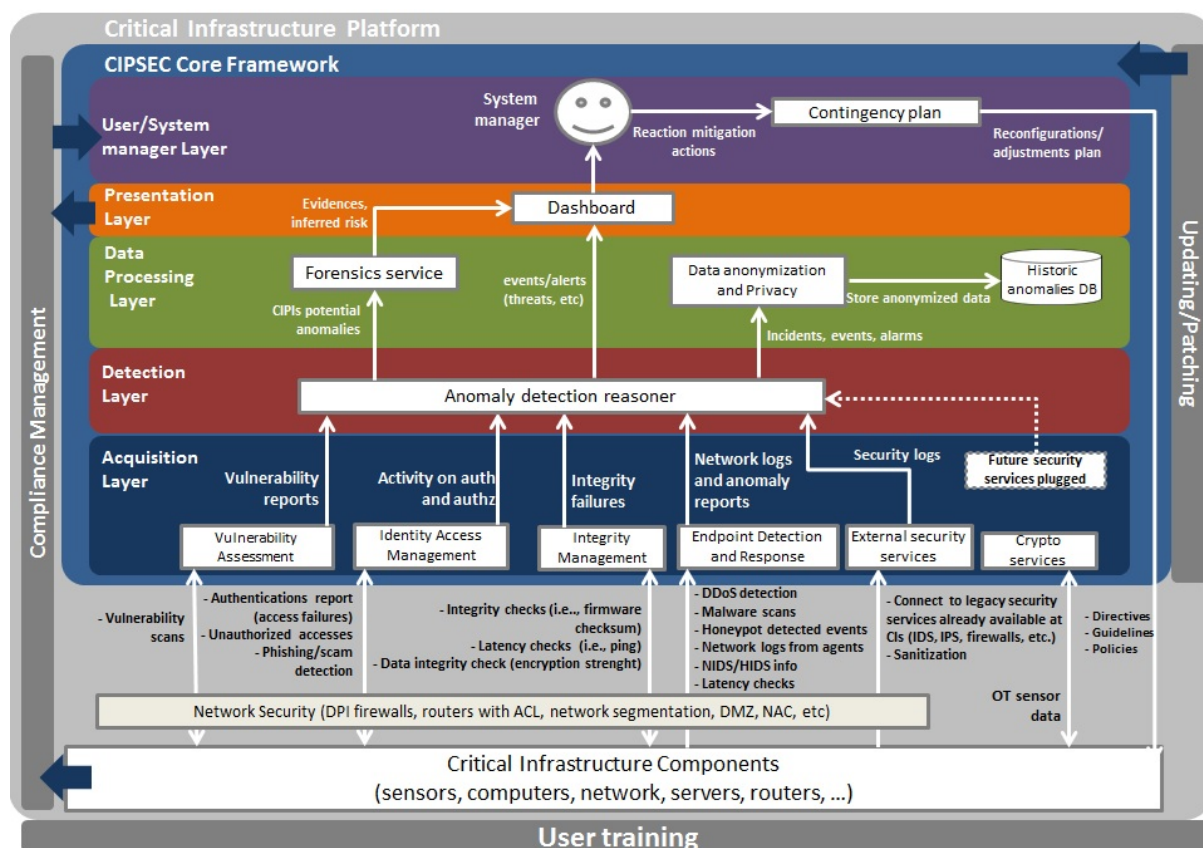 Critical Infrastructure Platform
CIPSEC Core Framework
User/System
manager Layer
System
manager
Reaction mitigation
actions
Contingency plan
Reconfigurations/
adjustments plan
Presentation
Layer
Evidences,
inferred risk
Dashboard
Data
Processing
Layer
Forensics service
CIPIs potential
anomalies
events/alerts
(threats, etc)
Data anonymization
and Privacy
Store anonymized data
Historic
anomalies DB
Incidents, events, alarms
Detection
Layer
Anomaly detection reasoner
Acquisition
Layer
Vulnerability
reports
Activity on auth
and authz
Integrity
failures
Network logs
and anomaly
reports
Security logs
Future security
services plugged
Vulnerability
Assessment
Identity Access
Management
Integrity
Management
Endpoint Detection
and Response
External security
services
Crypto
services
- Vulnerability
scans
- Authentications report
(access failures)
- Unauthorized accesses
- Phishing/scam
detection
- Integrity checks (i.e.., firmware
checksum)
- Latency checks (i.e., ping)
- Data integrity check (encryption strenght)
- DDoS detection
- Malware scans
- Honeypot detected events
- Network logs from agents
- NIDS/HIDS info
- Latency checks
- Connect to legacy security
services already available at
CIs (IDS, IPS, firewalls, etc.)
- Sanitization
- Directives
- Guidelines
- Policies
OT sensor
data
Network Security (DPI firewalls, routers with ACL, network segmentation, DMZ, NAC, etc)
Critical Infrastructure Components
(sensors, computers, network, servers, routers, ...)
Compliance Management
Updating/Patching
User training